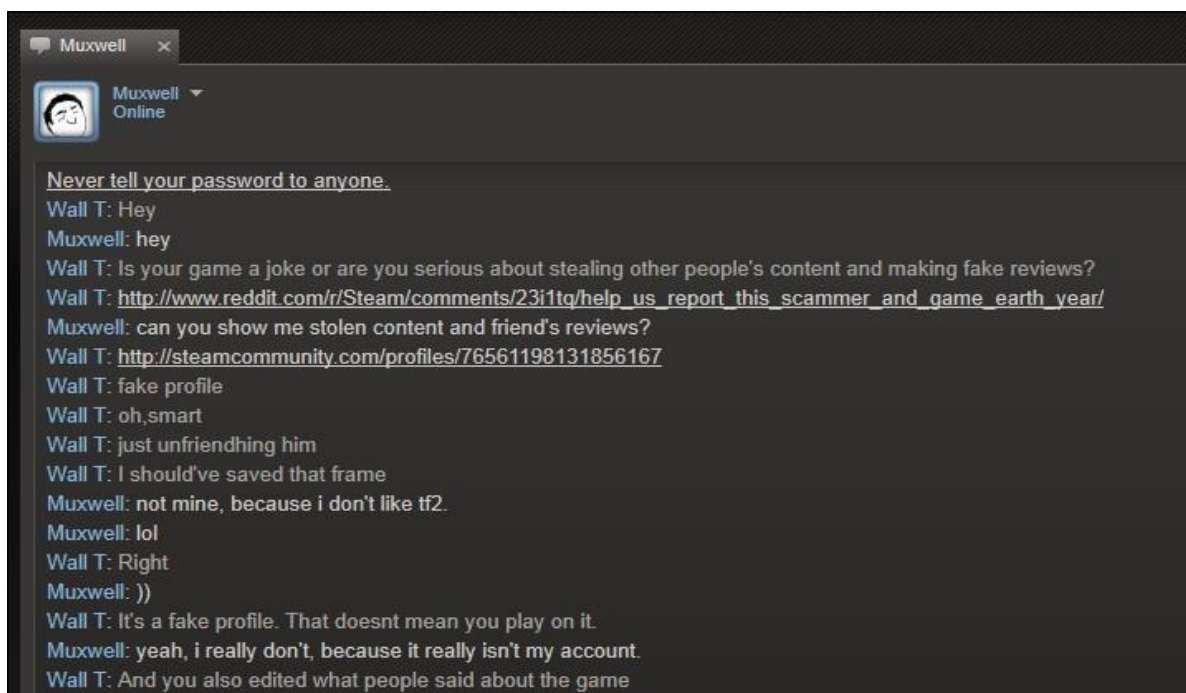 Muxwell
Muxwell
Online
Never tell your password to anyone.
Wall T: Hey
Muxwell: hey
Wall T: Is your game a joke or are you serious about stealing other people's content and making fake reviews?
Wall T: http://www.reddit.com/r/Steam/comments/23i1tq/help_us_report_this_scammer_and_game_earth_year/
Muxwell: can you show me stolen content and friend's reviews?
Wall T: http://steamcommunity.com/profiles/76561198131856167
Wall T: fake profile
Wall T: oh,smart
Wall T: just unfriendhing him
Wall T: I should've saved that frame
Muxwell: not mine, because i don't like tf2.
Muxwell: lol
Wall T: Right
Muxwell: ))
Wall T: It's a fake profile. That doesnt mean you play on it.
Muxwell: yeah, i really don't, because it really isn't my account.
Wall T: And you also edited what people said about the game